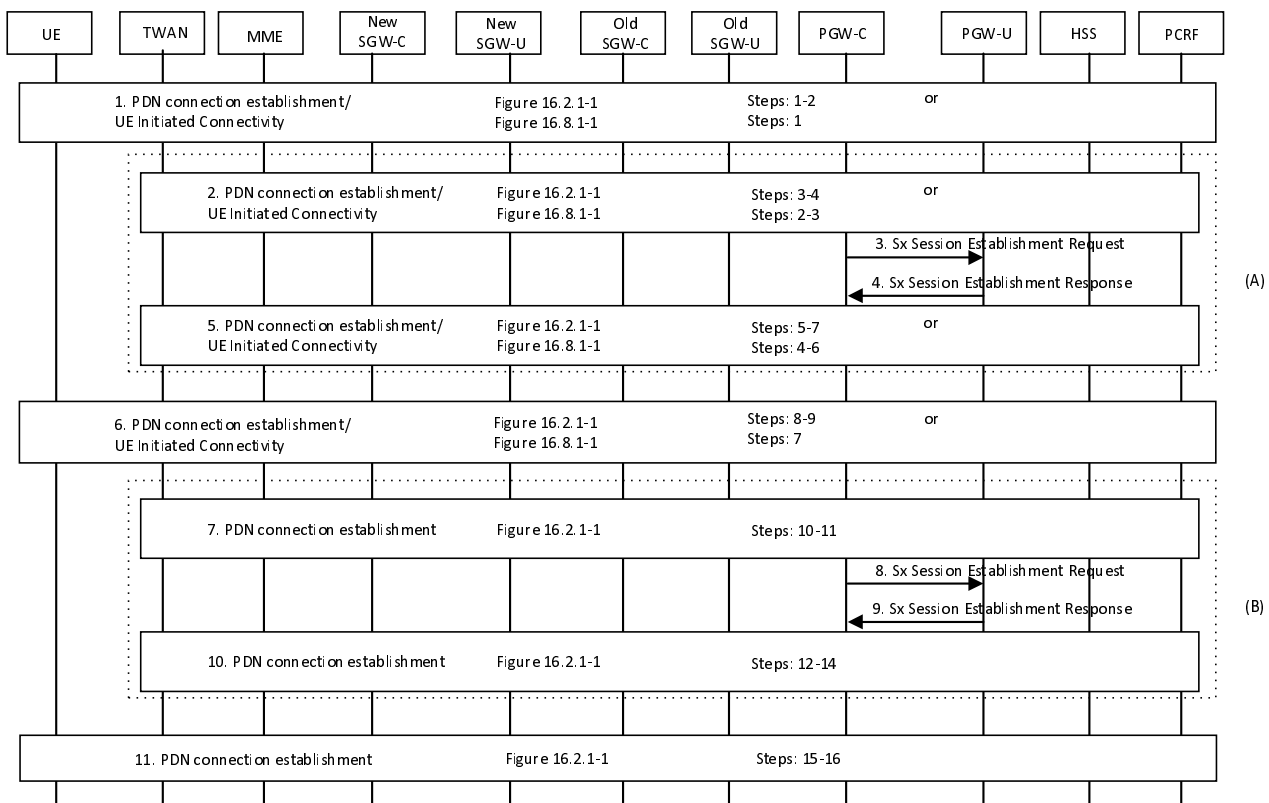 UE
TWAN
MME
New
SGW-C
New
SGW-U
Old
SGW-C
Old
SGW-U
PGW-C
PGW-U
HSS
PCRF
1. PDN connection establishment/
UE Initiated Connectivity
Figure 16.2.1-1
Figure 16.8.1-1
Steps: 1-2
Steps: 1
or
2. PDN connection establishment/
UE Initiated Connectivity
Figure 16.2.1-1
Figure 16.8.1-1
Steps: 3-4
Steps: 2-3
or
3. Sx Session Establishment Request
4. Sx Session Establishment Response
(A)
5. PDN connection establishment/
UE Initiated Connectivity
Figure 16.2.1-1
Figure 16.8.1-1
Steps: 5-7
Steps: 4-6
or
6. PDN connection establishment/
UE Initiated Connectivity
Figure 16.2.1-1
Figure 16.8.1-1
Steps: 8-9
Steps: 7
or
7. PDN connection establishment
Figure 16.2.1-1
Steps: 10-11
8. Sx Session Establishment Request
9. Sx Session Establishment Response
(B)
10. PDN connection establishment
Figure 16.2.1-1
Steps: 12-14
11. PDN connection establishment
Figure 16.2.1-1
Steps: 15-16